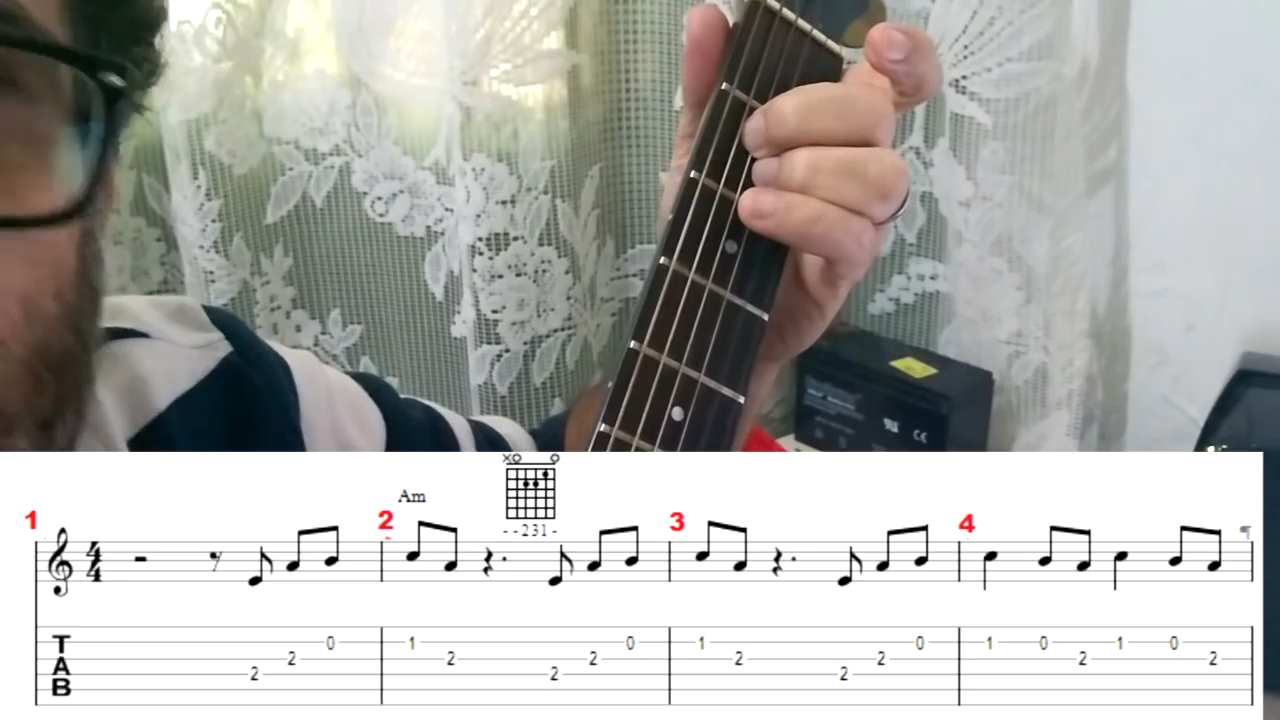 Am
- - 2 3 1 -
1 2 3 4
4
4
T
A
B
2 2 0 1 2 2 2 0 1 2 2 2 0 1 0 2 1 0 2
CE